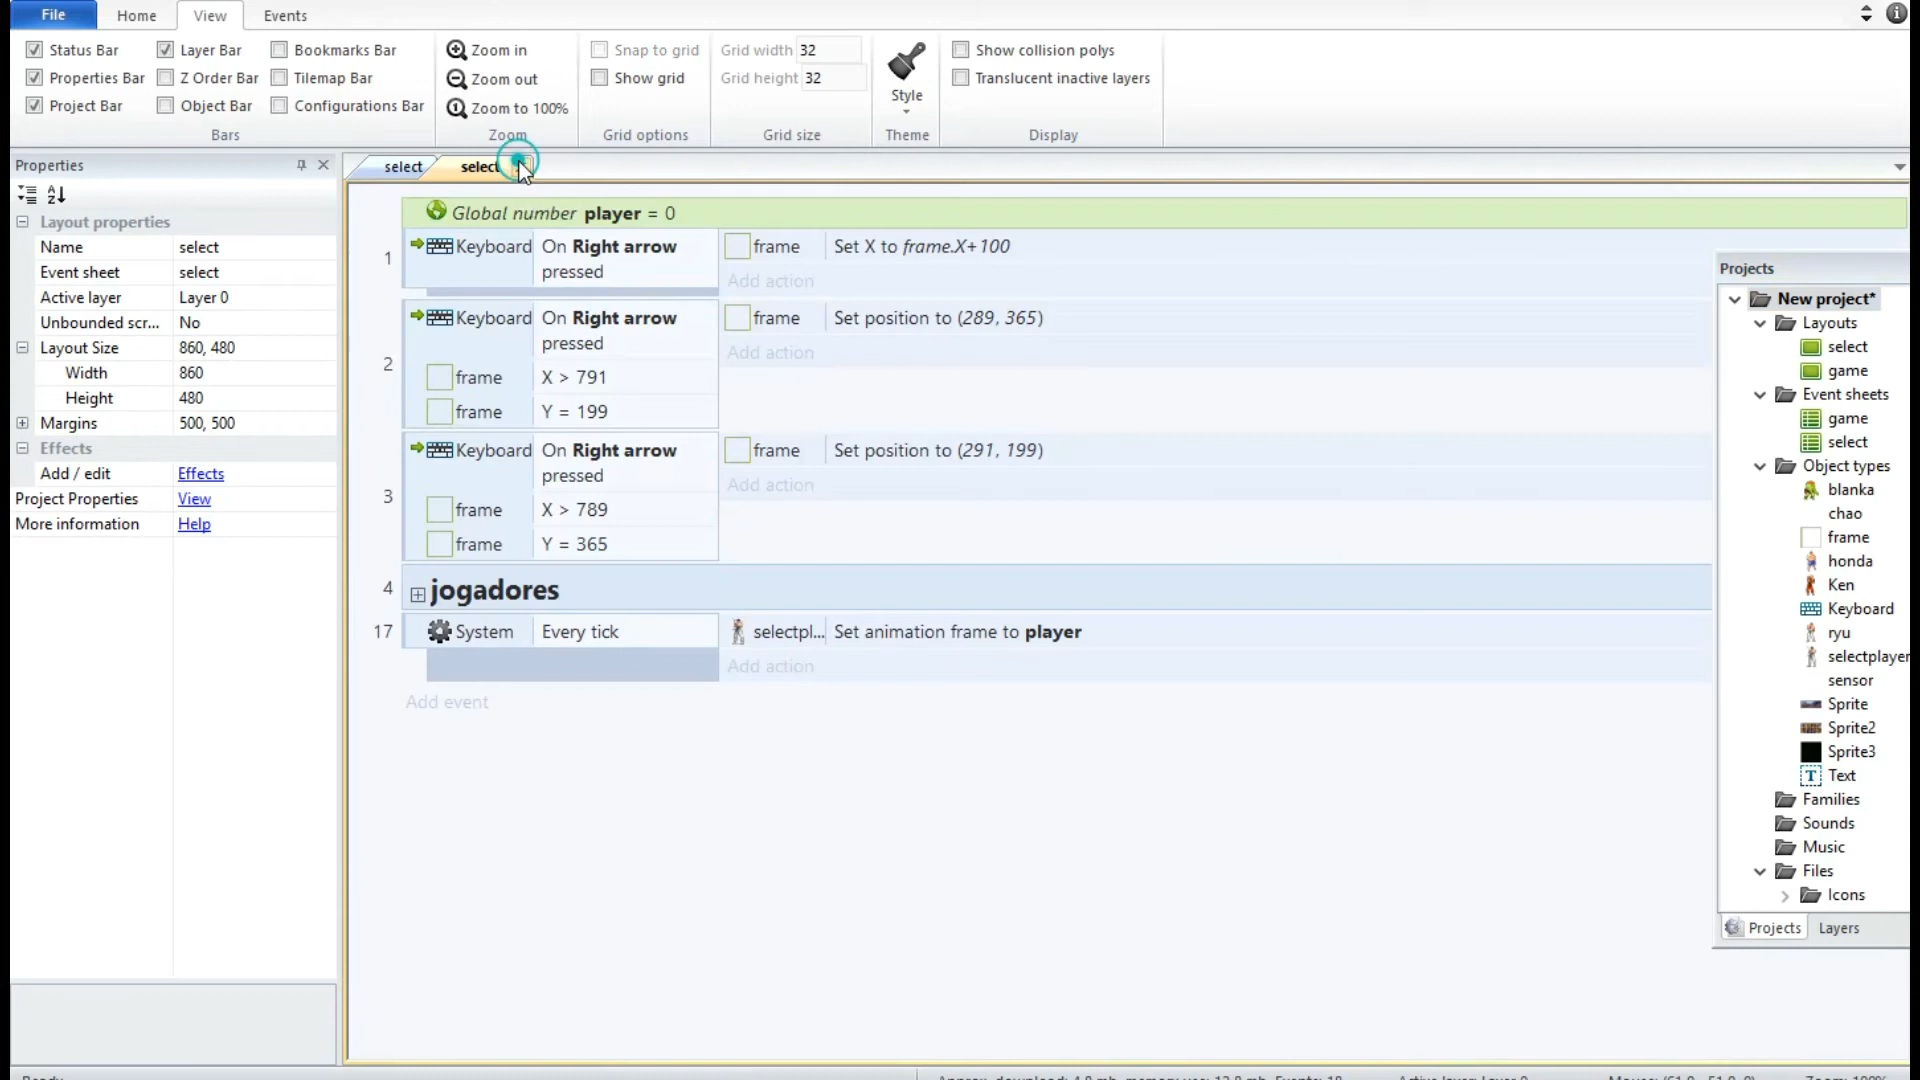 File Home View Events
Status Bar Layer Bar Bookmarks Bar Zoom in Snap to grid Grid width 32 Show collision polys
Properties Bar Z Order Bar Tilemap Bar Zoom out Show grid Grid height 32 Translucent inactive layers
Project Bar Object Bar Configurations Bar Zoom to 100% Style
Bars Zoom Grid options Grid size Theme Display
Properties
Layout properties
Name select
Event sheet select
Active layer Layer 0
Unbounded scr... No
Layout Size 860, 480
Width 860
Height 480
Margins 500, 500
Effects
Add / edit Effects
Project Properties View
More information Help
select select
Global number player = 0
1 Keyboard On Right arrow pressed frame Set X to frame.X+100
Add action
2 Keyboard On Right arrow pressed frame Set position to (289, 365)
Add action
frame X > 791
frame Y = 199
3 Keyboard On Right arrow pressed frame Set position to (291, 199)
Add action
frame X > 789
frame Y = 365
4 jogadores
17 System Every tick selectpl... Set animation frame to player
Add action
Add event
Projects
New project*
Layouts
select
game
Event sheets
game
select
Object types
blanka
chao
frame
honda
Ken
Keyboard
ryu
selectplayer
sensor
Sprite
Sprite2
Sprite3
T Text
Families
Sounds
Music
Files
Icons
Projects Layers